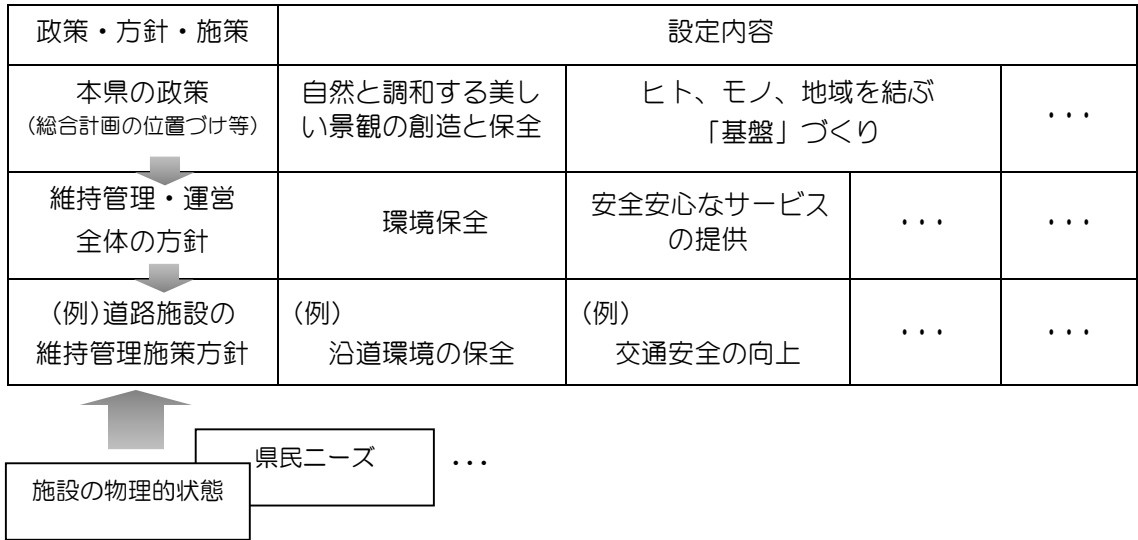 政策・方針・施策
設定内容
本県の政策
(総合計画の位置づけ等)
自然と調和する美し
い景観の創造と保全
ヒト、モノ、地域を結ぶ
「基盤」づくり
・・・
維持管理・運営
全体の方針
環境保全
安全安心なサービス
の提供
・・・
・・・
(例)道路施設の
維持管理施策方針
(例)
沿道環境の保全
(例)
交通安全の向上
・・・
・・・
県民ニーズ
・・・
施設の物理的状態